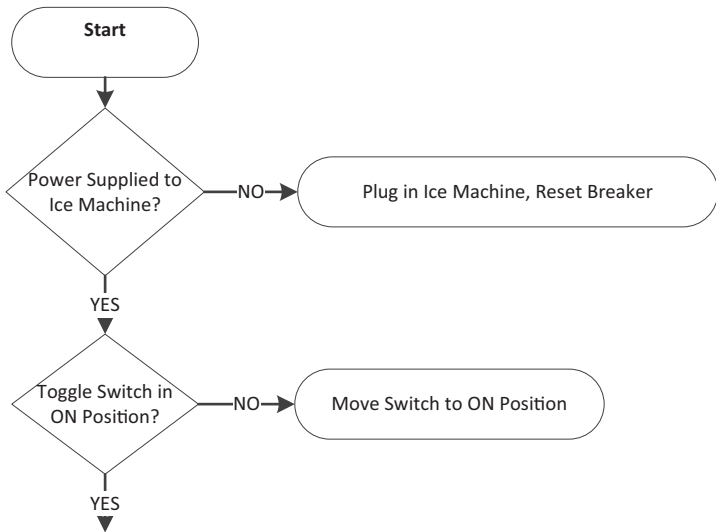 Start
Power Supplied to
Ice Machine?
NO
Plug in Ice Machine, Reset Breaker
YES
Toggle Switch in
ON Position?
NO
Move Switch to ON Position
YES